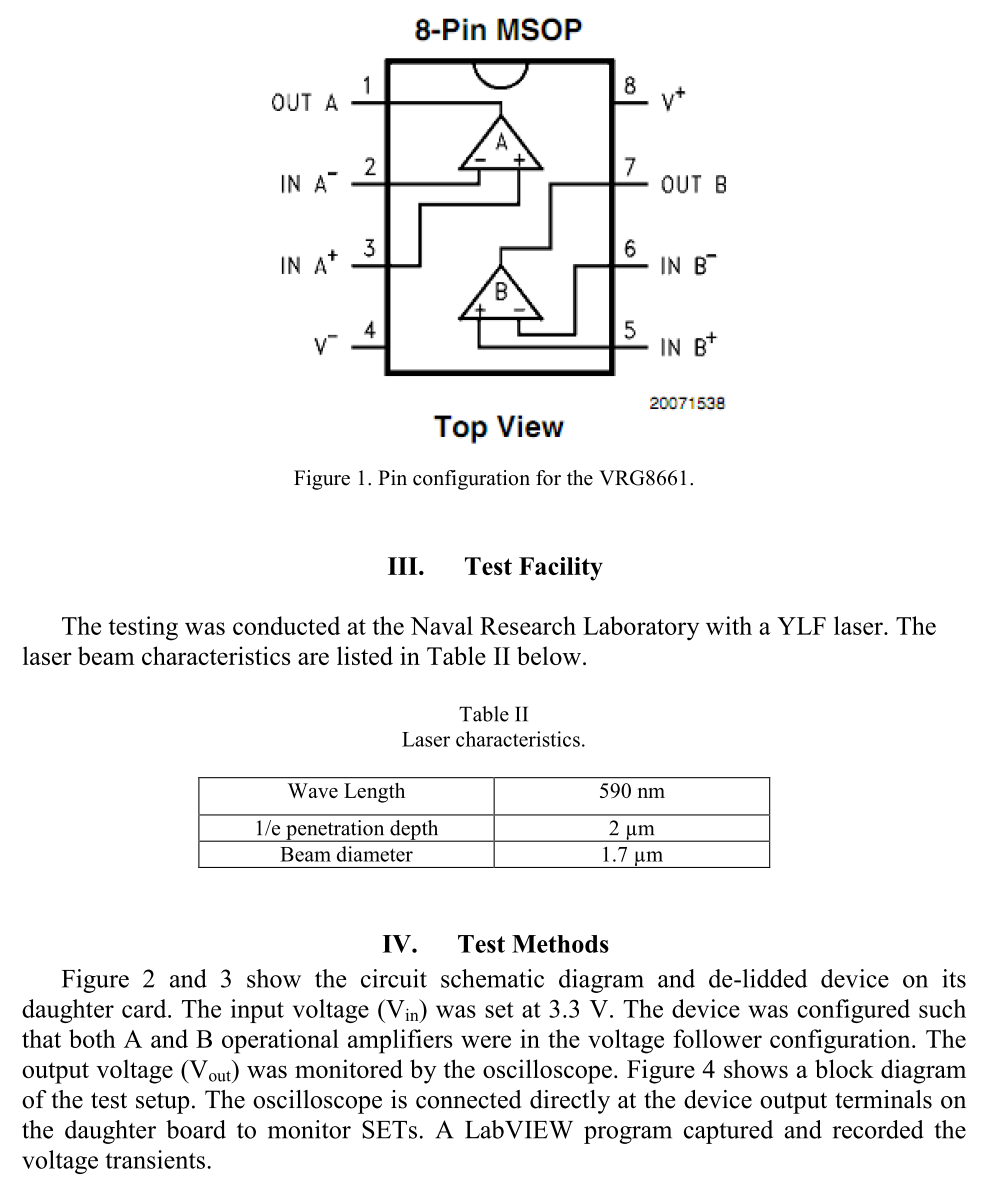 8-Pin MSOP
OUT A 1
8 V+
IN A- 2
A
- +
7 OUT B
IN A+ 3
6 IN B-
B
+ -
V- 4
5 IN B+
20071538
Top View
Figure 1. Pin configuration for the VRG8661.
III. Test Facility
The testing was conducted at the Naval Research Laboratory with a YLF laser. The
laser beam characteristics are listed in Table II below.
Table II
Laser characteristics.
Wave Length 590 nm
1/e penetration depth 2 µm
Beam diameter 1.7 µm
IV. Test Methods
Figure 2 and 3 show the circuit schematic diagram and de-lidded device on its
daughter card. The input voltage (Vin) was set at 3.3 V. The device was configured such
that both A and B operational amplifiers were in the voltage follower configuration. The
output voltage (Vout) was monitored by the oscilloscope. Figure 4 shows a block diagram
of the test setup. The oscilloscope is connected directly at the device output terminals on
the daughter board to monitor SETs. A LabVIEW program captured and recorded the
voltage transients.